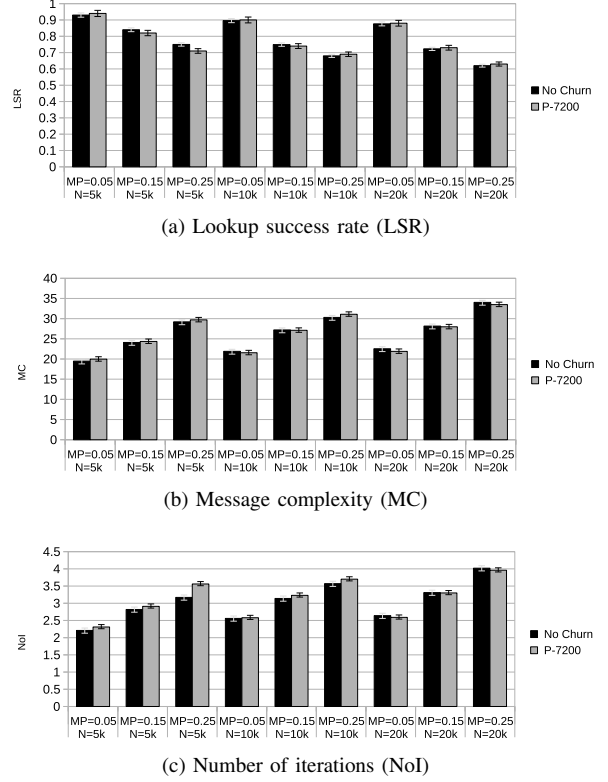 1
0.9
0.8
0.7
0.6
0.5
0.4
0.3
0.2
0.1
0
LSR
No Churn
P-7200
MP=0.05 MP=0.15 MP=0.25 MP=0.05 MP=0.15 MP=0.25 MP=0.05 MP=0.15 MP=0.25
N=5k N=5k N=5k N=10k N=10k N=10k N=20k N=20k N=20k
(a) Lookup success rate (LSR)
40
35
30
25
20
15
10
5
0
MC
No Churn
P-7200
MP=0.05 MP=0.15 MP=0.25 MP=0.05 MP=0.15 MP=0.25 MP=0.05 MP=0.15 MP=0.25
N=5k N=5k N=5k N=10k N=10k N=10k N=20k N=20k N=20k
(b) Message complexity (MC)
4.5
4
3.5
3
2.5
2
1.5
1
0.5
0
NoI
No Churn
P-7200
MP=0.05 MP=0.15 MP=0.25 MP=0.05 MP=0.15 MP=0.25 MP=0.05 MP=0.15 MP=0.25
N=5k N=5k N=5k N=10k N=10k N=10k N=20k N=20k N=20k
(c) Number of iterations (NoI)